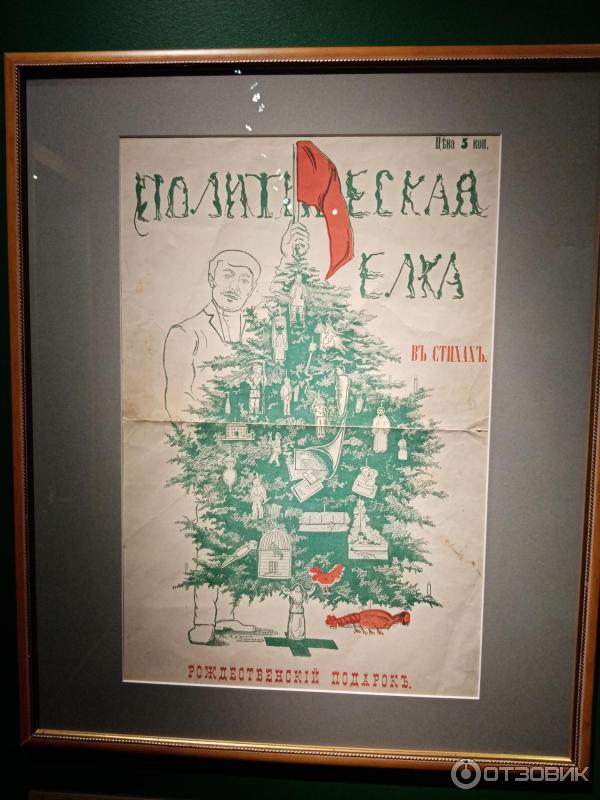 Цѣна 5 коп.
ПОЛИТИЧЕСКАЯ
ЕЛКА
ВЪ СТИХАХЪ.
РОЖДЕСТВЕНСКІЙ ПОДАРОКЪ.
ОТЗОВИК